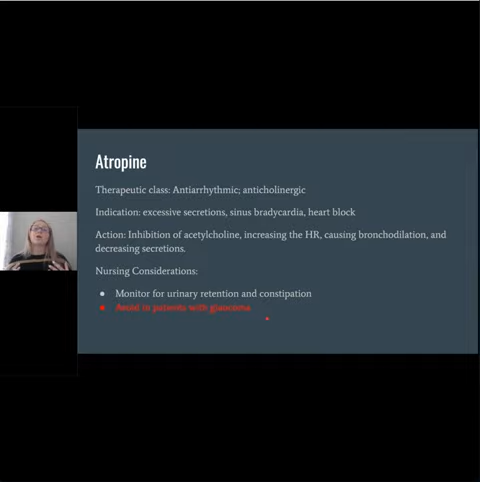 Atropine
Therapeutic class: Antiarrhythmic; anticholinergic
Indication: excessive secretions, sinus bradycardia, heart block
Action: Inhibition of acetylcholine, increasing the HR, causing bronchodilation, and
decreasing secretions.
Nursing Considerations:
● Monitor for urinary retention and constipation
● Avoid in patients with glaucoma